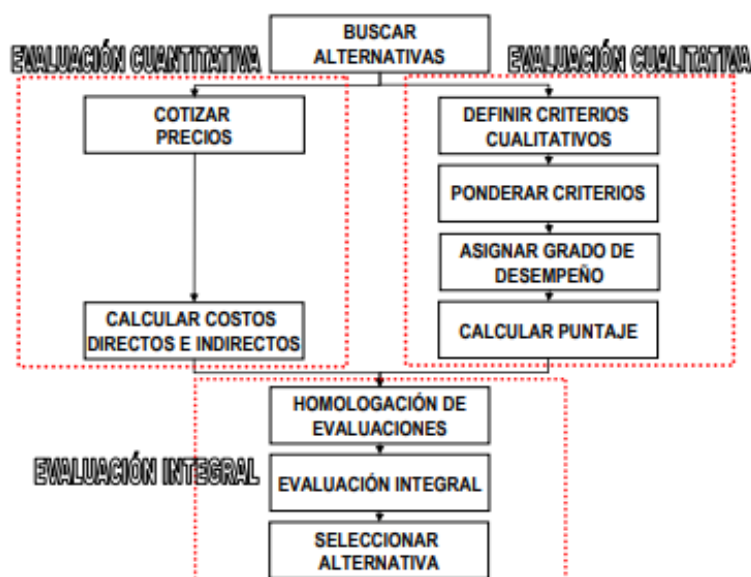 BUSCAR
ALTERNATIVAS
EVALUACIÓN CUANTITATIVA
EVALUACIÓN CUALITATIVA
COTIZAR
PRECIOS
CALCULAR COSTOS
DIRECTOS E INDIRECTOS
DEFINIR CRITERIOS
CUALITATIVOS
PONDERAR CRITERIOS
ASIGNAR GRADO DE
DESEMPEÑO
CALCULAR PUNTAJE
HOMOLOGACIÓN DE
EVALUACIONES
EVALUACIÓN INTEGRAL
EVALUACIÓN INTEGRAL
SELECCIONAR
ALTERNATIVA